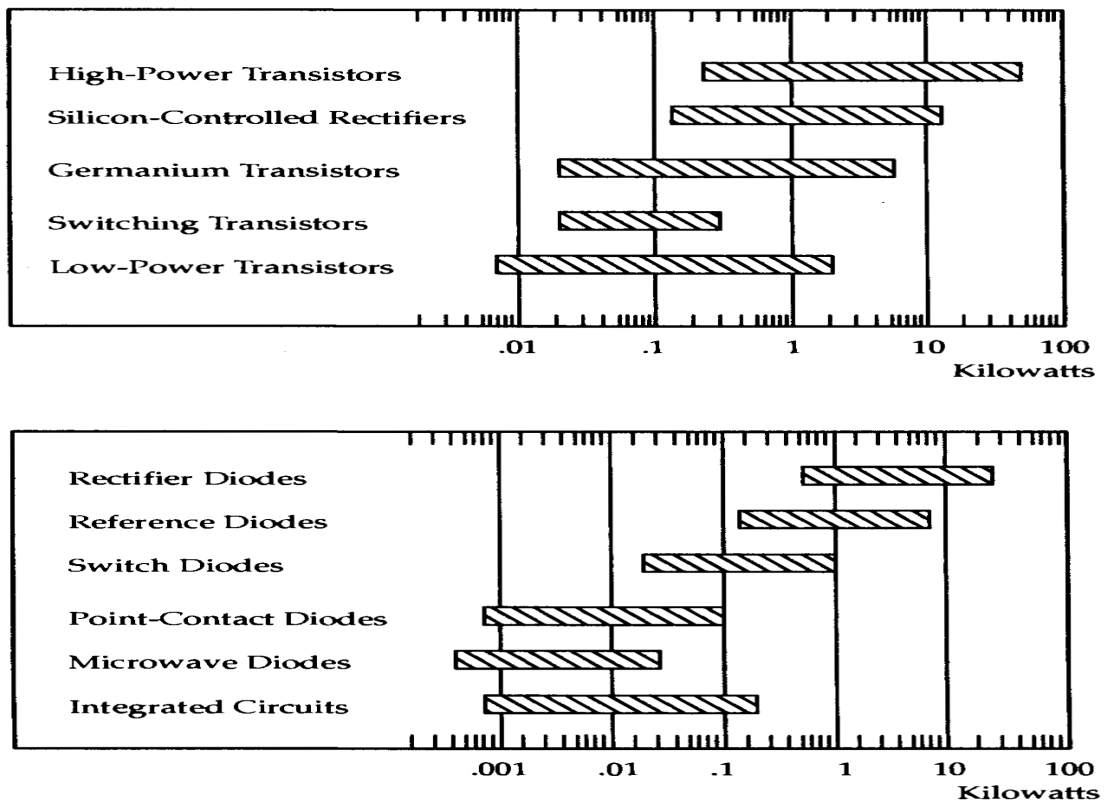 High-Power Transistors
Silicon-Controlled Rectifiers
Germanium Transistors
Switching Transistors
Low-Power Transistors
.01 .1 1 10 100
Kilowatts
Rectifier Diodes
Reference Diodes
Switch Diodes
Point-Contact Diodes
Microwave Diodes
Integrated Circuits
.001 .01 .1 1 10 100
Kilowatts